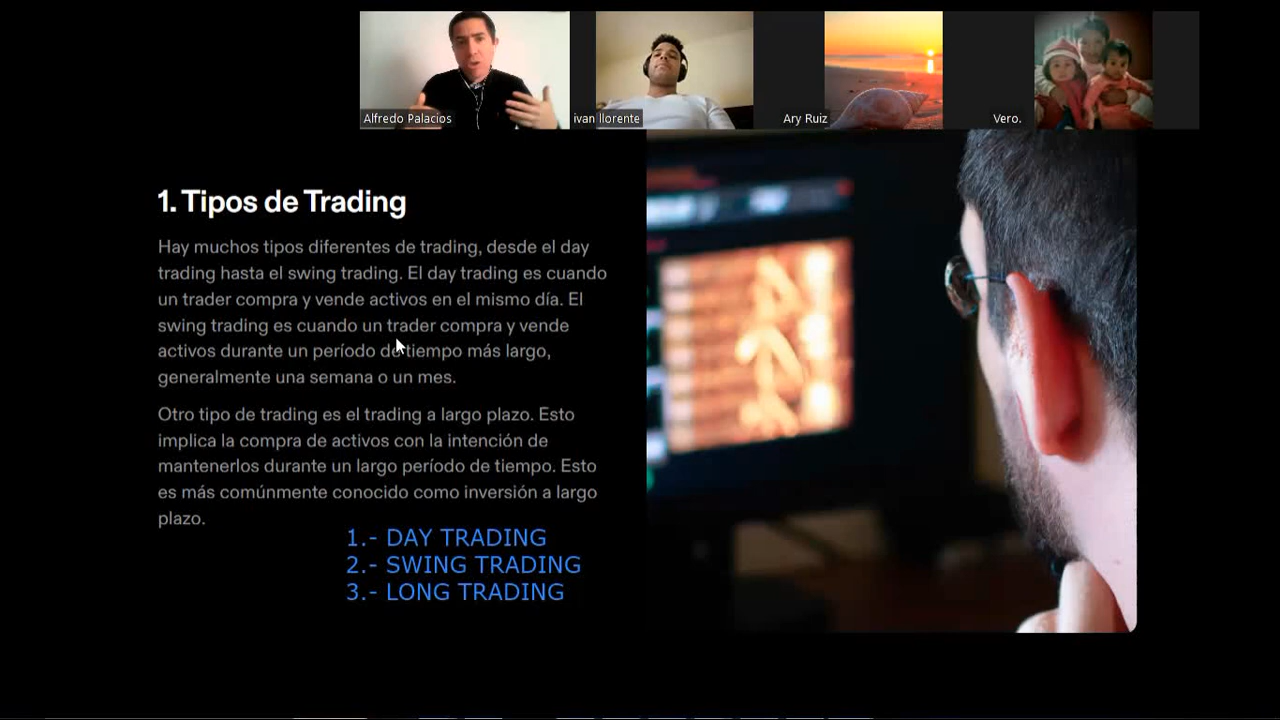 Alfredo Palacios
ivan llorente
Ary Ruiz
Vero.
1. Tipos de Trading
Hay muchos tipos diferentes de trading, desde el day
trading hasta el swing trading. El day trading es cuando
un trader compra y vende activos en el mismo día. El
swing trading es cuando un trader compra y vende
activos durante un período de tiempo más largo,
generalmente una semana o un mes.
Otro tipo de trading es el trading a largo plazo. Esto
implica la compra de activos con la intención de
mantenerlos durante un largo período de tiempo. Esto
es más comúnmente conocido como inversión a largo
plazo.
1.- DAY TRADING
2.- SWING TRADING
3.- LONG TRADING